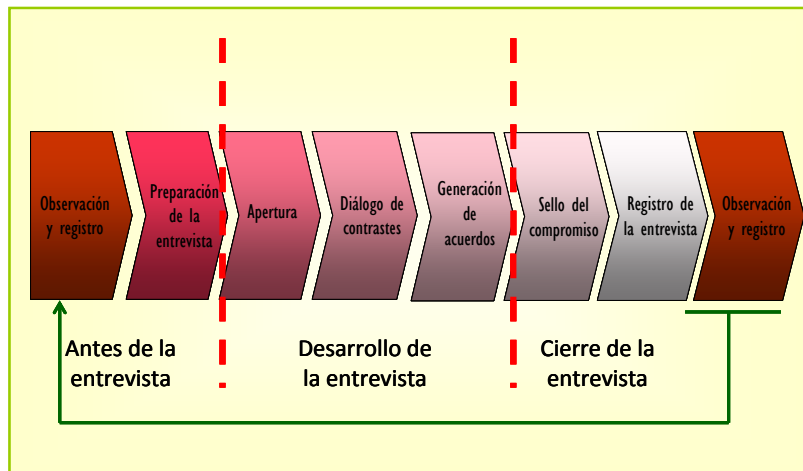 Observación
y registro
Preparación
de la
entrevista
Apertura
Diálogo de
contrastes
Generación
de
acuerdos
Sello del
compromiso
Registro de
la entrevista
Observación
y registro
Antes de la
entrevista
Desarrollo de
la entrevista
Cierre de la
entrevista